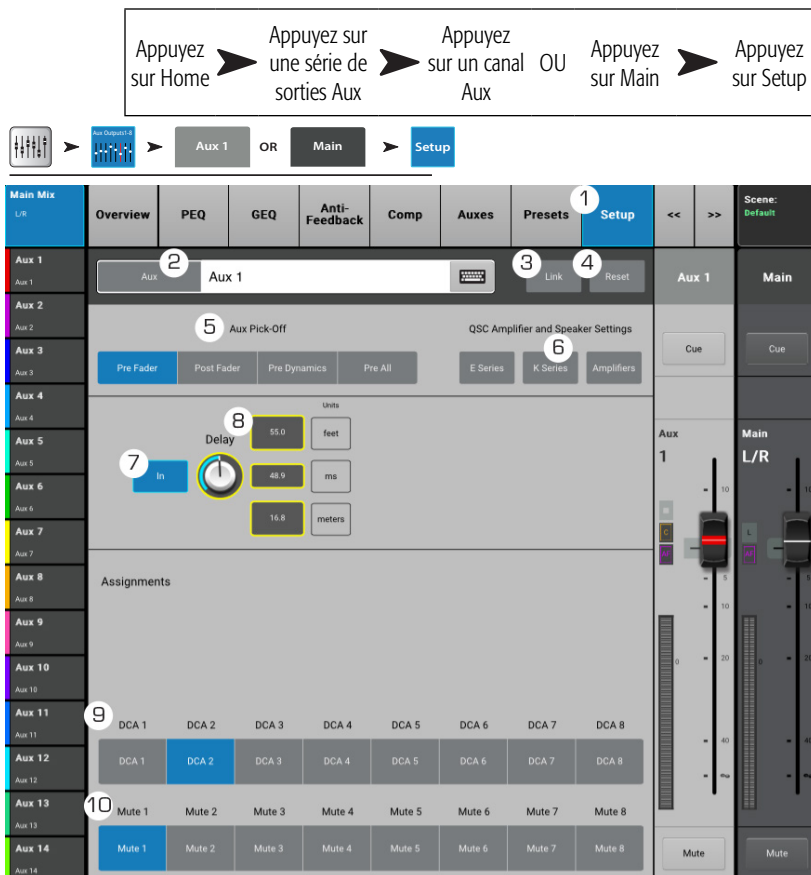 Appuyez sur Home
Appuyez sur une série de sorties Aux
Appuyez sur un canal Aux
OU
Appuyez sur Main
Appuyez sur Setup
Aux Outputs1-8
Aux 1
OR
Main
Setup
Main Mix
L/R
Overview
PEQ
GEQ
Anti-Feedback
Comp
Auxes
Presets
1
Setup
<<
>>
Scene:
Default
Aux 1
Aux 1
Aux 2
Aux 2
Aux 3
Aux 3
Aux 4
Aux 4
Aux 5
Aux 5
Aux 6
Aux 6
Aux 7
Aux 7
Aux 8
Aux 8
Aux 9
Aux 9
Aux 10
Aux 10
Aux 11
Aux 11
Aux 12
Aux 12
Aux 13
Aux 13
Aux 14
Aux 14
2
Aux
Aux 1
3
Link
4
Reset
5
Aux Pick-Off
Pre Fader
Post Fader
Pre Dynamics
Pre All
QSC Amplifier and Speaker Settings
6
E Series
K Series
Amplifiers
7
In
Delay
8
Units
55.0
feet
48.9
ms
16.8
meters
Assignments
9
DCA 1 DCA 2 DCA 3 DCA 4 DCA 5 DCA 6 DCA 7 DCA 8
DCA 1 DCA 2 DCA 3 DCA 4 DCA 5 DCA 6 DCA 7 DCA 8
10
Mute 1 Mute 2 Mute 3 Mute 4 Mute 5 Mute 6 Mute 7 Mute 8
Mute 1 Mute 2 Mute 3 Mute 4 Mute 5 Mute 6 Mute 7 Mute 8
Aux 1
Cue
Aux
1
C
10
5
10
20
0
40
∞
Mute
Main
Cue
Main
L/R
L
0
Mute